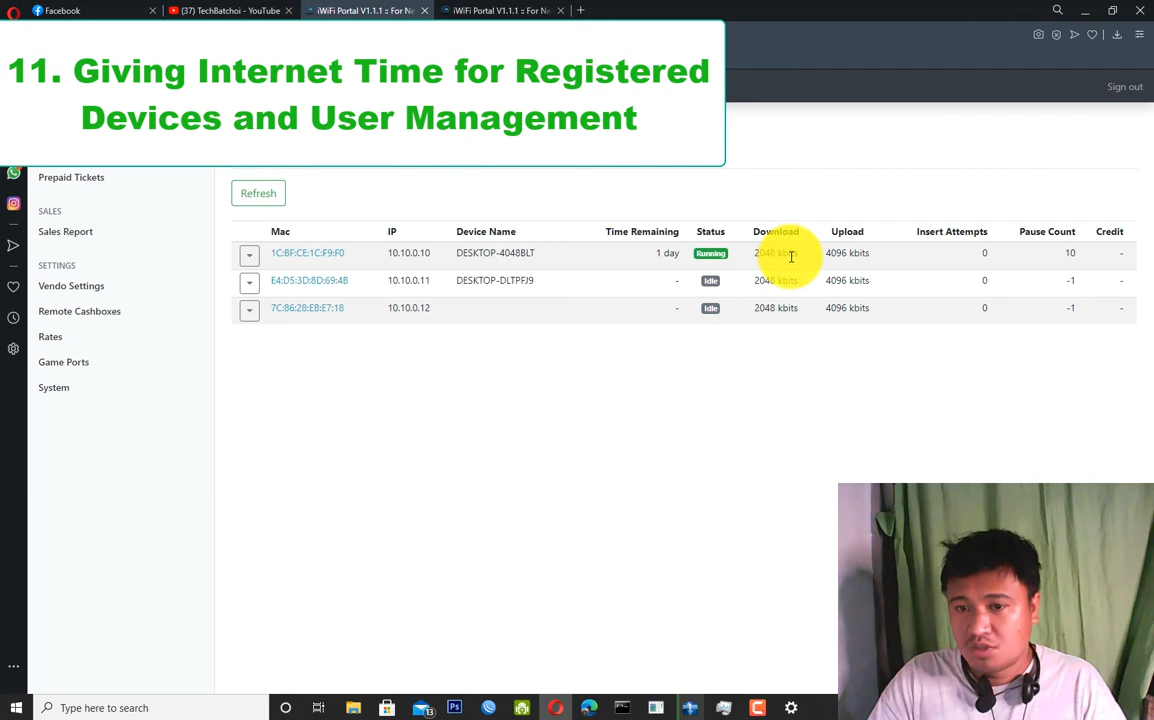 Facebook
(37) TechBatchoi - YouTube
iWiFi Portal V1.1.1 :: For Ne
iWiFi Portal V1.1.1 :: For Ne
11. Giving Internet Time for Registered
Devices and User Management
Sign out
Prepaid Tickets
SALES
Sales Report
SETTINGS
Vendo Settings
Remote Cashboxes
Rates
Game Ports
System
Refresh
Mac IP Device Name Time Remaining Status Download Upload Insert Attempts Pause Count Credit
1C:BF:CE:1C:F9:F0 10.10.0.10 DESKTOP-4048BLT 1 day Running 2048 kbits 4096 kbits 0 10 -
E4:D5:3D:8D:69:4B 10.10.0.11 DESKTOP-DLTPFJ9 - Idle 2048 kbits 4096 kbits 0 -1 -
7C:86:28:EB:E7:18 10.10.0.12 - Idle 2048 kbits 4096 kbits 0 -1 -
Type here to search
13
Ps